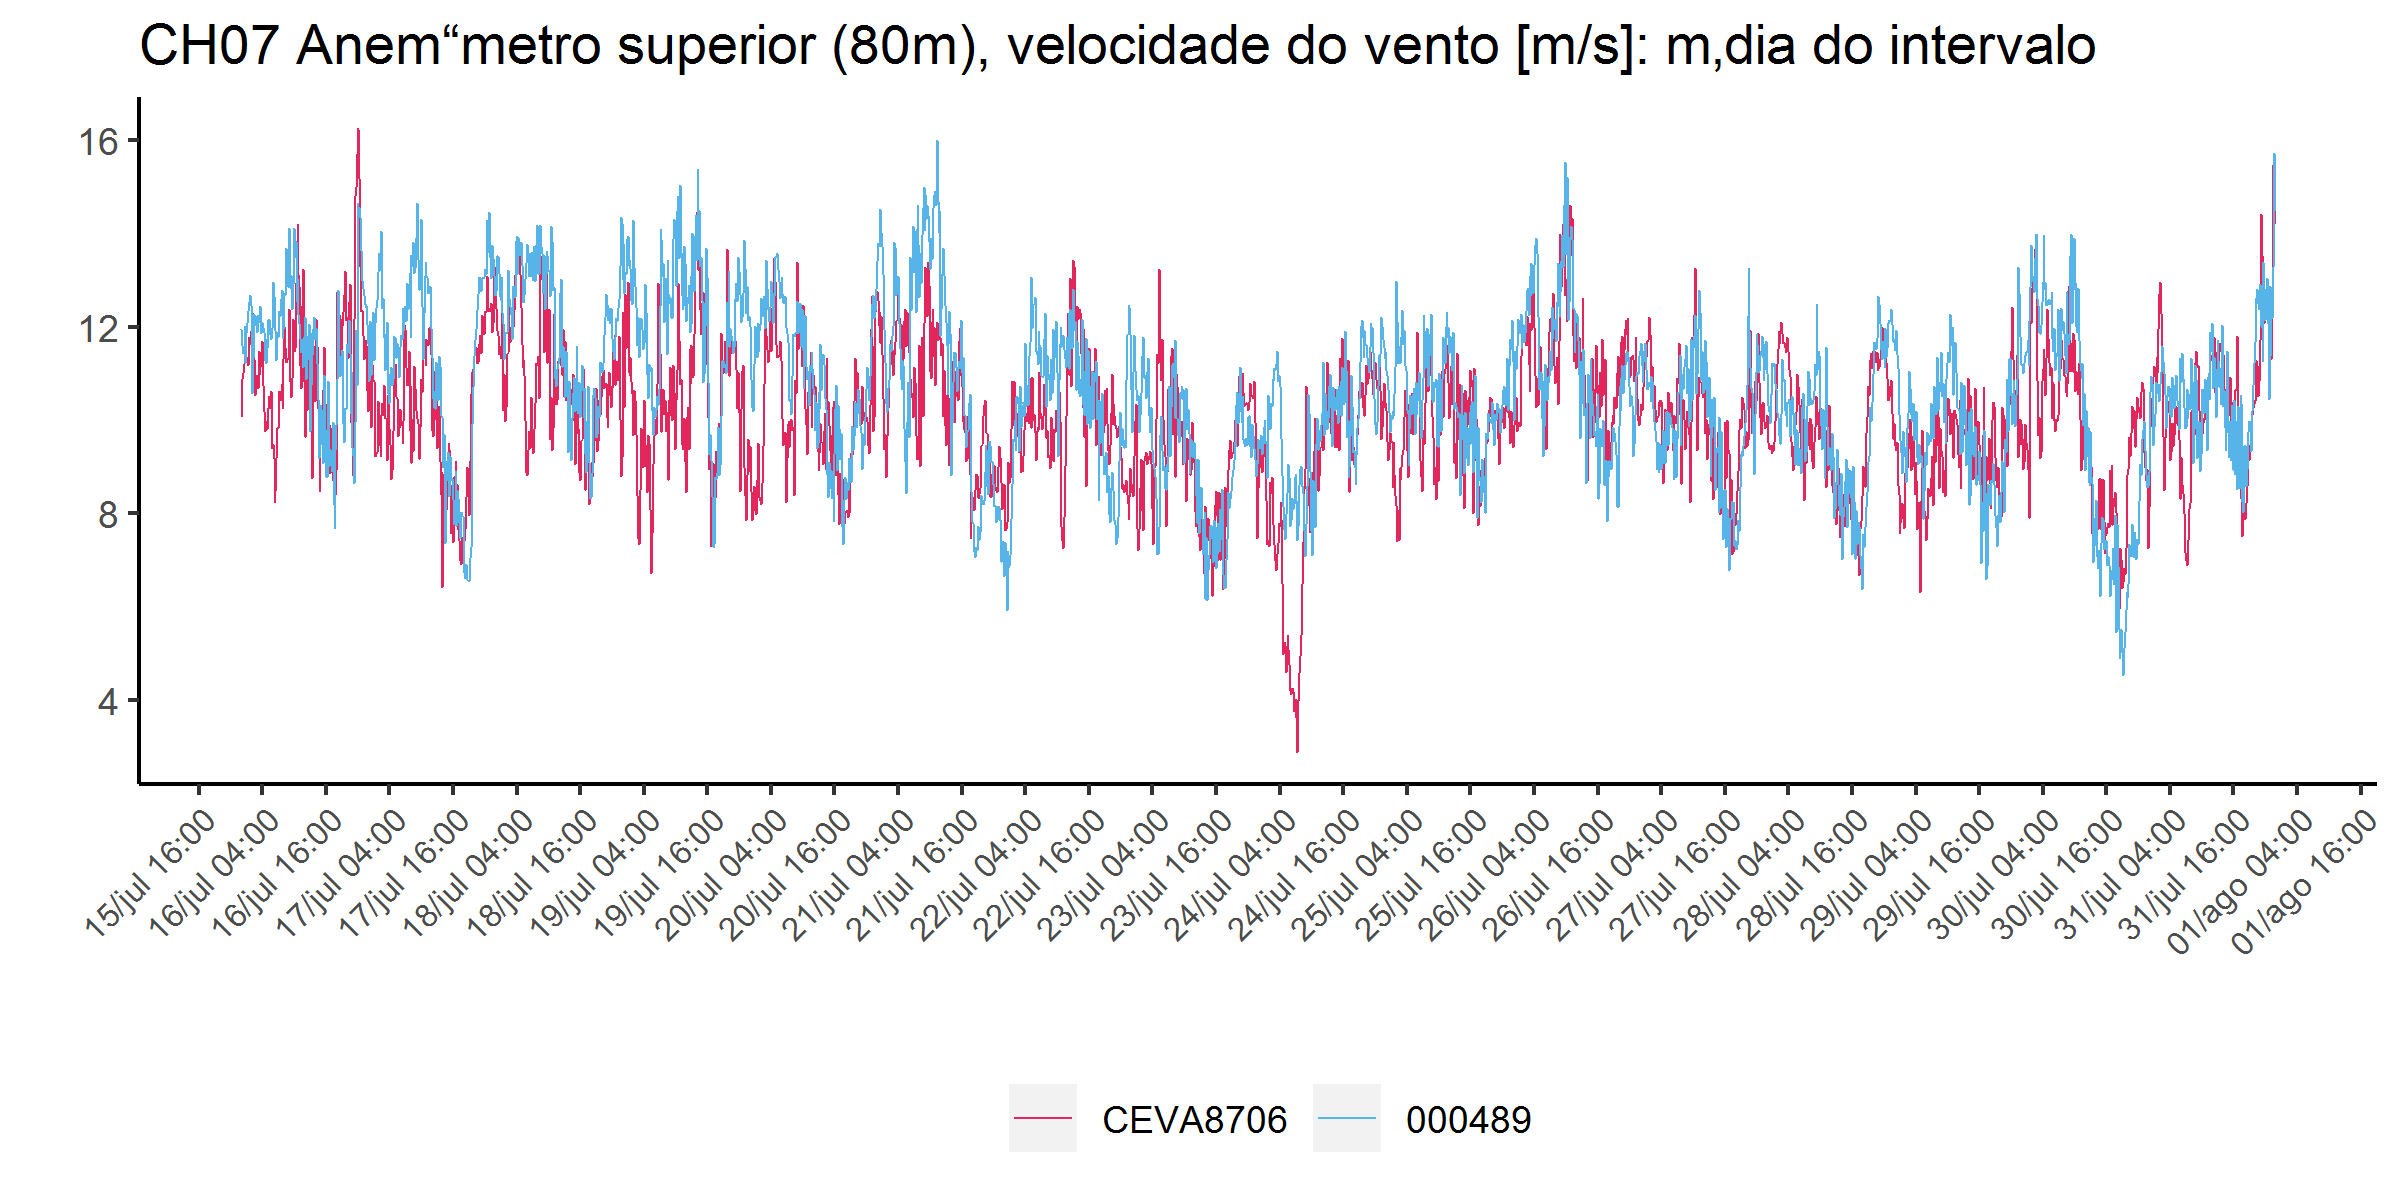 CH07 Anem“metro superior (80m), velocidade do vento [m/s]: m‚dia do intervalo
16
12
8
4
15/jul 16:00
16/jul 04:00
16/jul 16:00
17/jul 04:00
17/jul 16:00
18/jul 04:00
18/jul 16:00
19/jul 04:00
19/jul 16:00
20/jul 04:00
20/jul 16:00
21/jul 04:00
21/jul 16:00
22/jul 04:00
22/jul 16:00
23/jul 04:00
23/jul 16:00
24/jul 04:00
24/jul 16:00
25/jul 04:00
25/jul 16:00
26/jul 04:00
26/jul 16:00
27/jul 04:00
27/jul 16:00
28/jul 04:00
28/jul 16:00
29/jul 04:00
29/jul 16:00
30/jul 04:00
30/jul 16:00
31/jul 04:00
31/jul 16:00
01/ago 04:00
01/ago 16:00
CEVA8706
000489